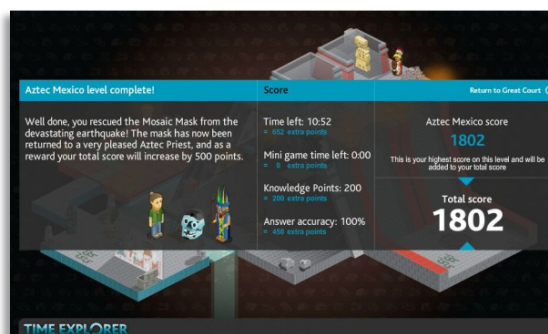 Aztec Mexico level complete!
Score
Return to Great Court
Well done, you rescued the Mosaic Mask from the
devastating earthquake! The mask has now been
returned to a very pleased Aztec Priest, and as a
reward your total score will increase by 500 points.
Time left: 10:52
= 652 extra points
Mini game time left: 0:00
= 0 extra points
Knowledge Points: 200
= 200 extra points
Answer accuracy: 100%
= 450 extra points
Aztec Mexico score
1802
This is your highest score on this level and will be
added to your total score
Total score
1802
TIME EXPLORER